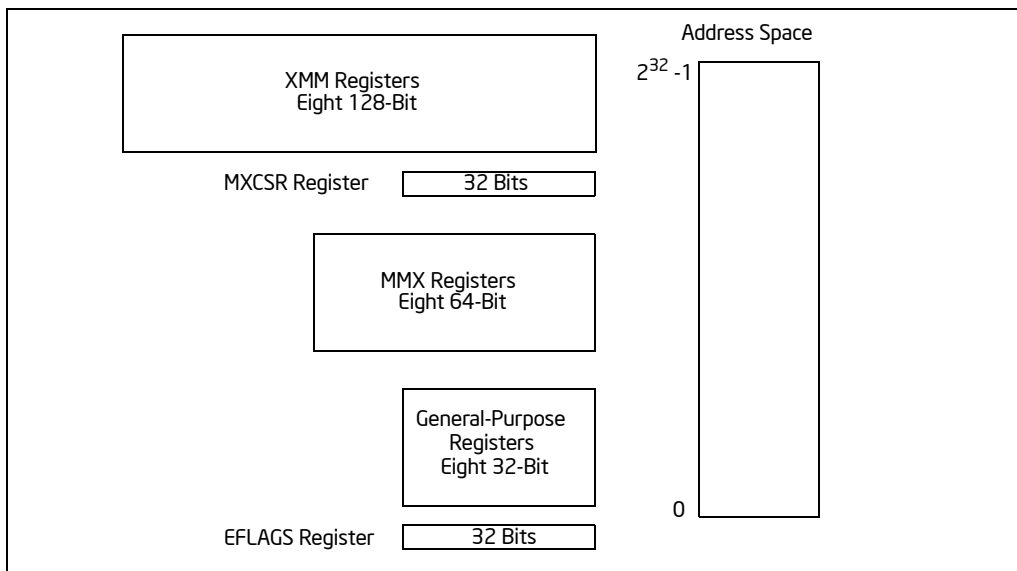 Address Space
2^32 -1
XMM Registers
Eight 128-Bit
MXCSR Register
32 Bits
MMX Registers
Eight 64-Bit
General-Purpose
Registers
Eight 32-Bit
0
EFLAGS Register
32 Bits